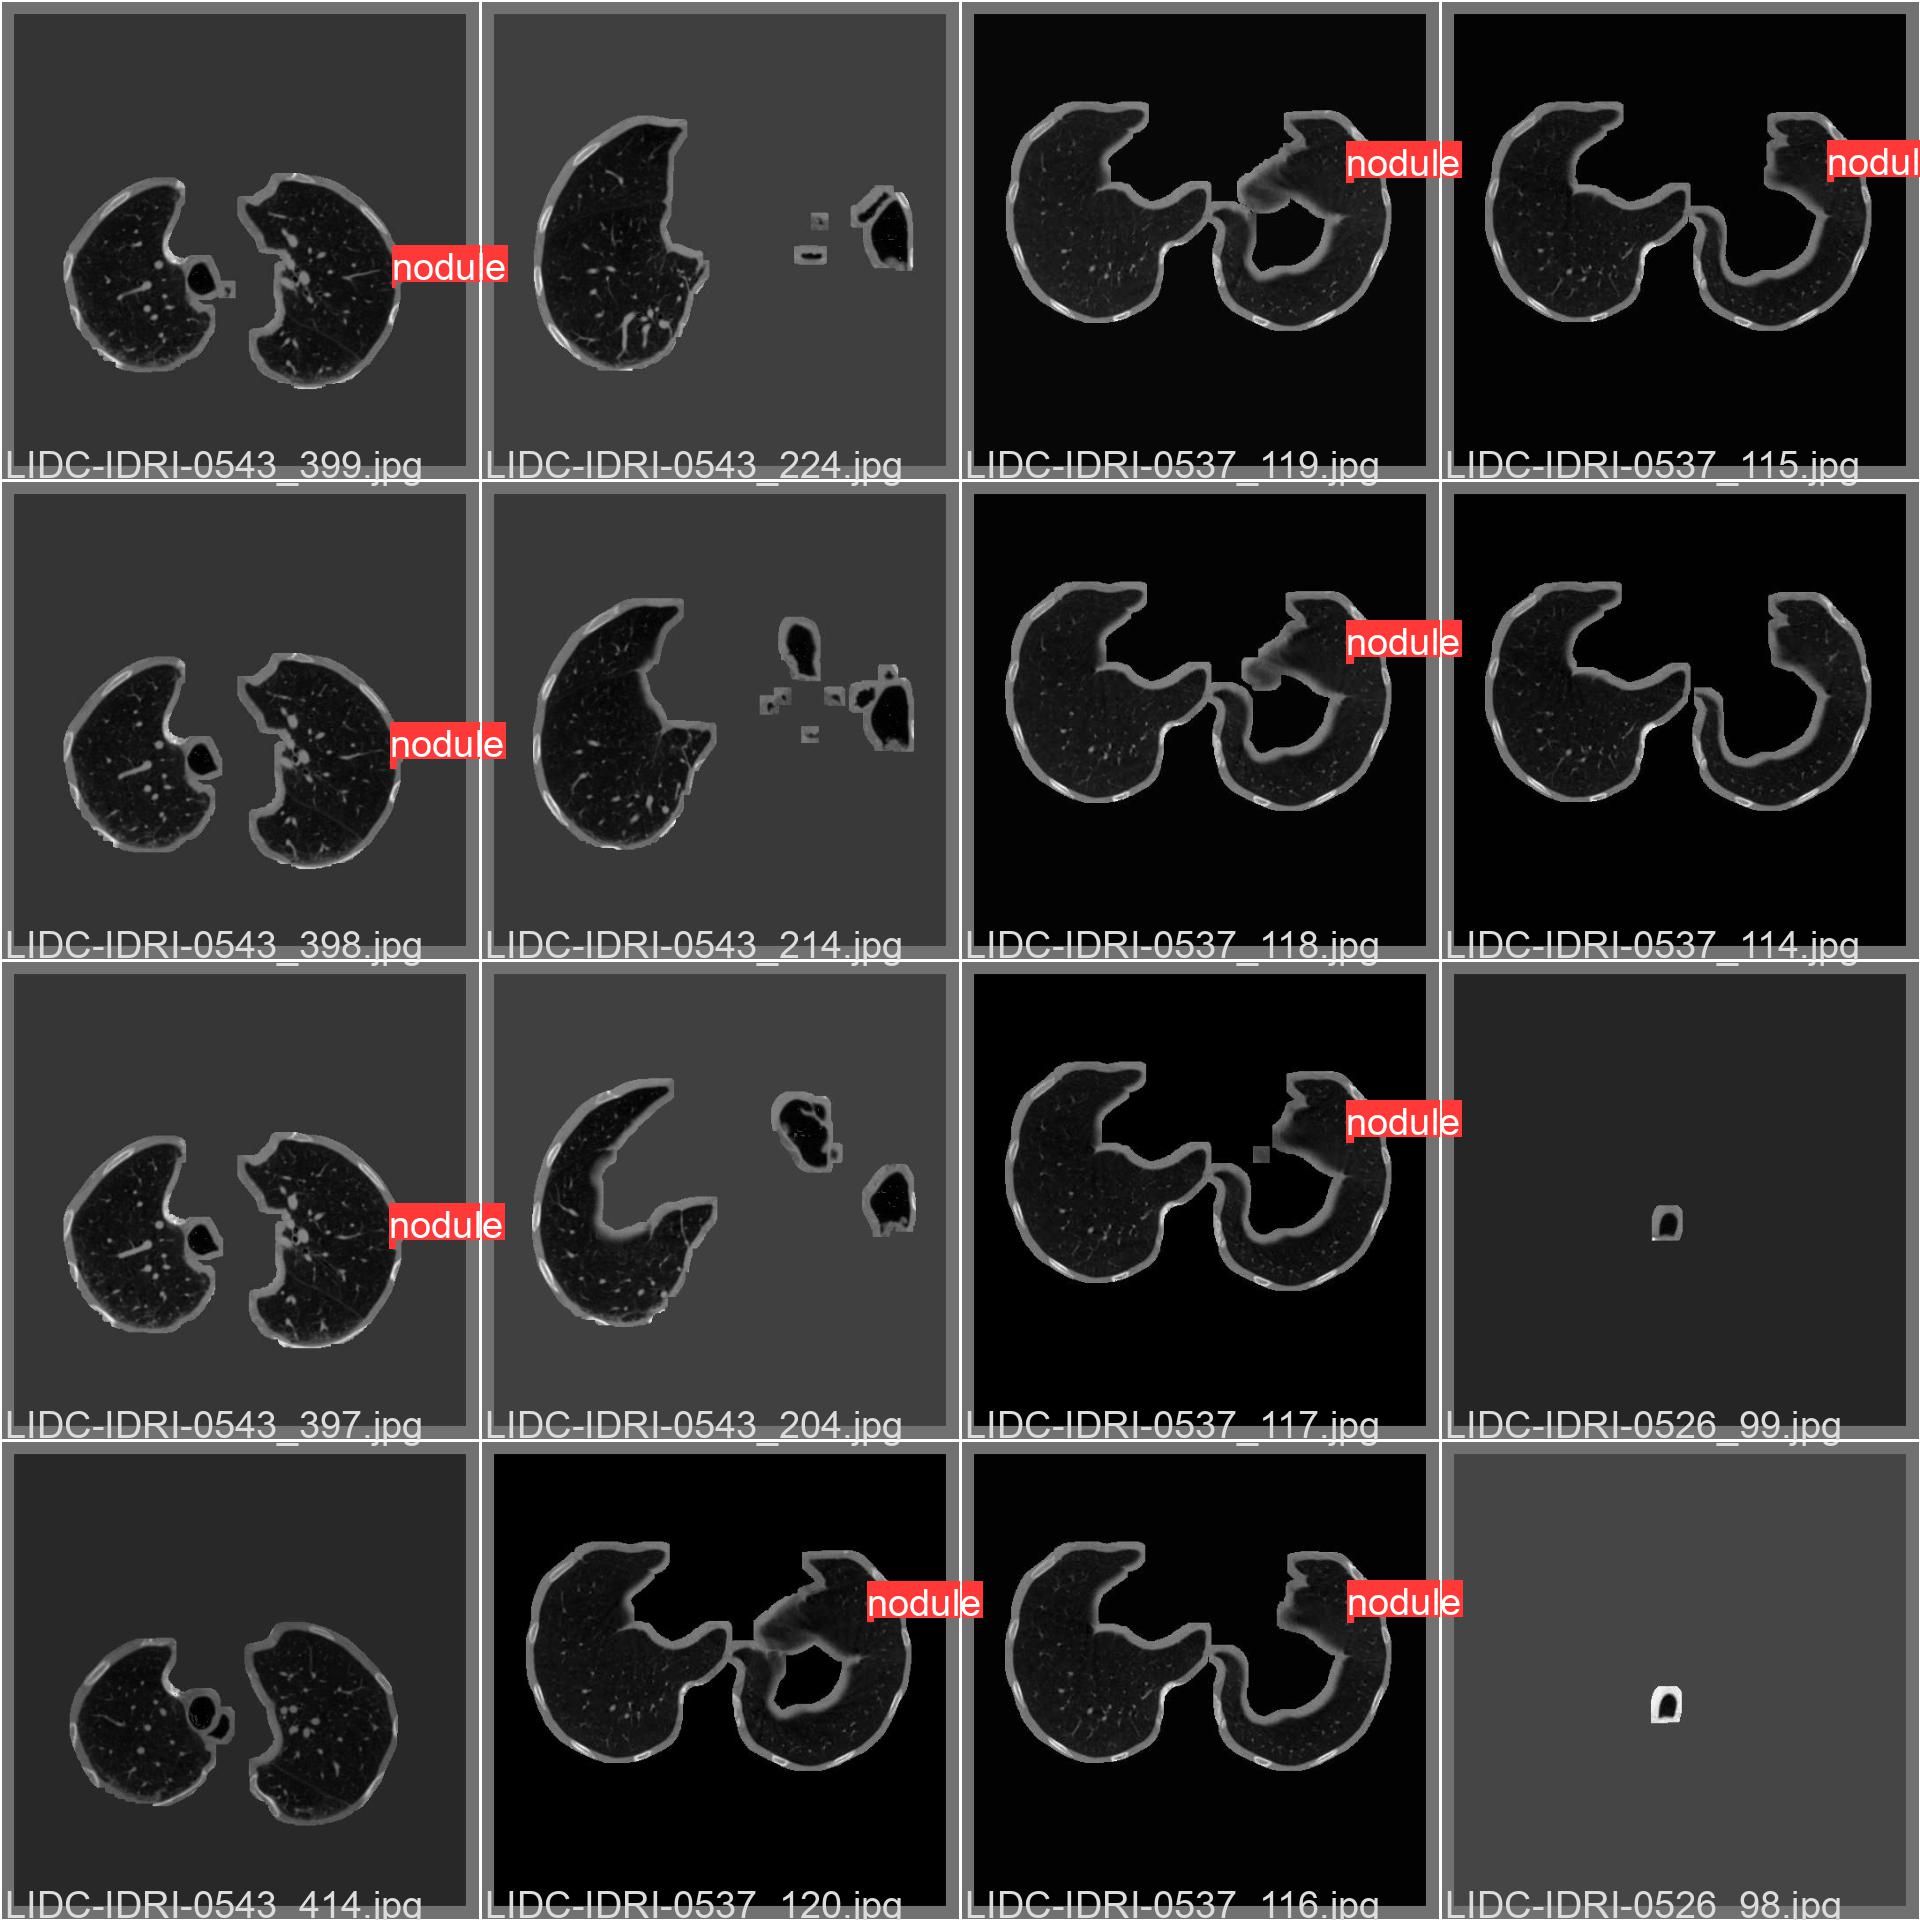 nodule
LIDC-IDRI-0543_399.jpg
LIDC-IDRI-0543_224.jpg
nodule
LIDC-IDRI-0537_119.jpg
nodul
LIDC-IDRI-0537_115.jpg
nodule
LIDC-IDRI-0543_398.jpg
LIDC-IDRI-0543_214.jpg
nodule
LIDC-IDRI-0537_118.jpg
LIDC-IDRI-0537_114.jpg
nodule
LIDC-IDRI-0543_397.jpg
LIDC-IDRI-0543_204.jpg
nodule
LIDC-IDRI-0537_117.jpg
LIDC-IDRI-0526_99.jpg
LIDC-IDRI-0543_414.jpg
nodule
LIDC-IDRI-0537_120.jpg
nodule
LIDC-IDRI-0537_116.jpg
LIDC-IDRI-0526_98.jpg